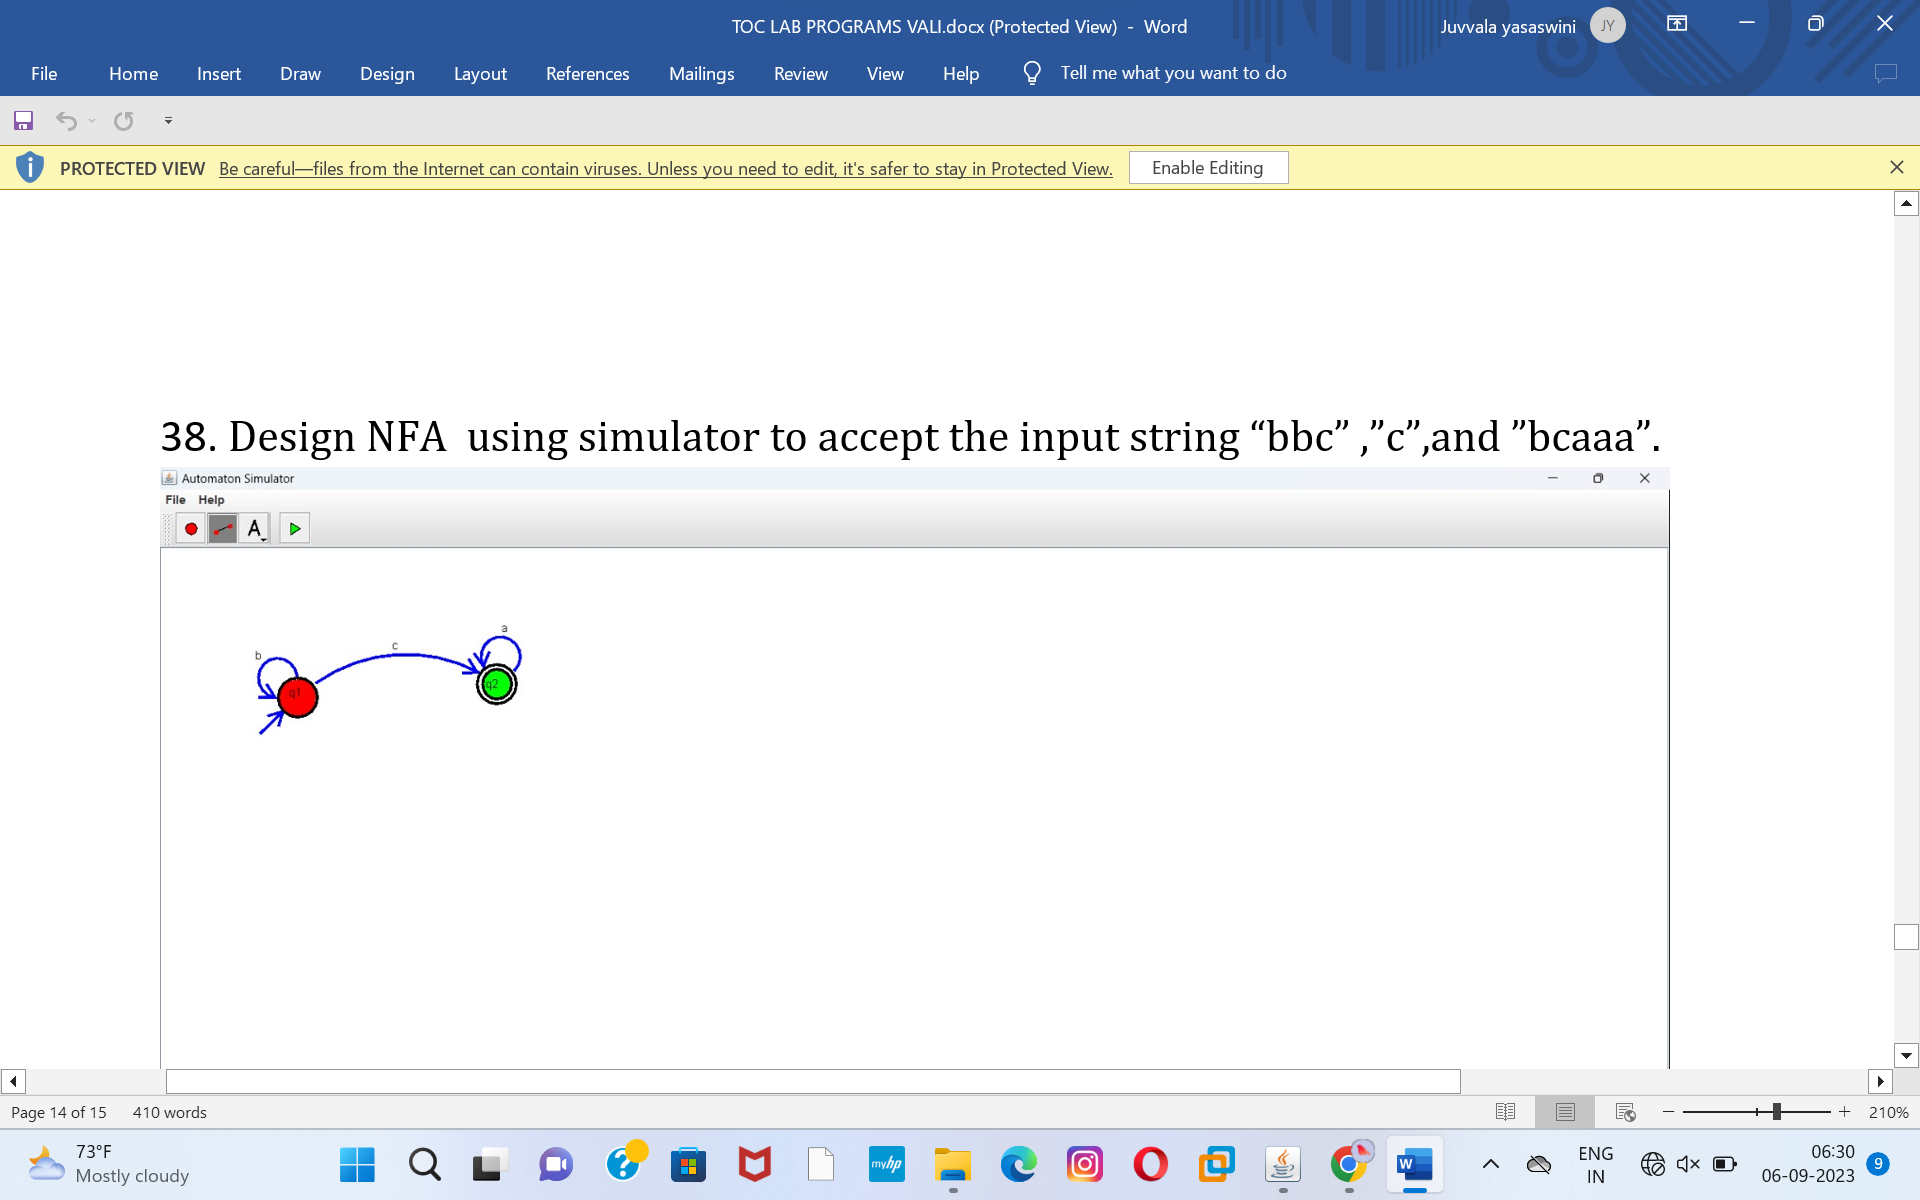 TOC LAB PROGRAMS VALI.docx (Protected View) - Word
Juvvala yasaswini JY
File Home Insert Draw Design Layout References Mailings Review View Help Tell me what you want to do
PROTECTED VIEW Be careful—files from the Internet can contain viruses. Unless you need to edit, it's safer to stay in Protected View. Enable Editing
38. Design NFA using simulator to accept the input string “bbc” ,”c”,and ”bcaaa”.
Automaton Simulator
File Help
A
a
c
b
q2
q1
Page 14 of 15 410 words 210%
73°F
Mostly cloudy
myhp
W
ENG
IN
06:30
06-09-2023
9